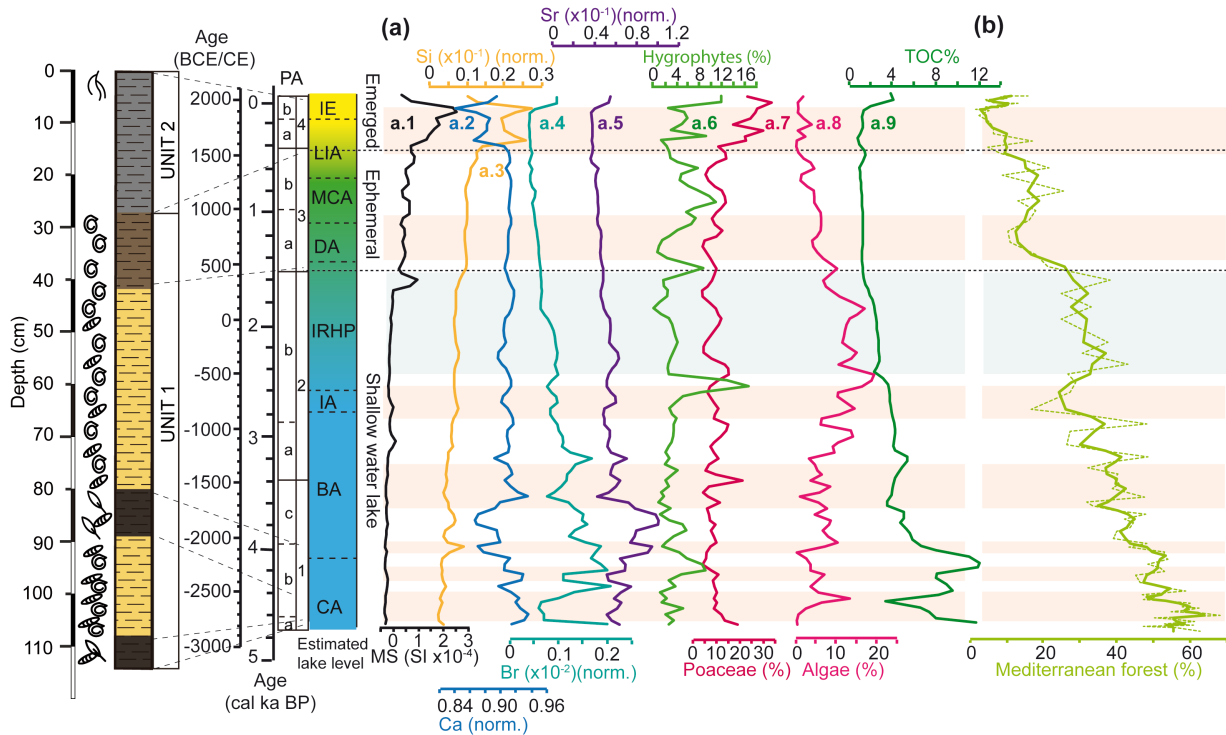 (a)
(b)
Sr (x10-1)(norm.)
0 0.4 0.8 1.2
Age
(BCE/CE)
Si (x10-1) (norm.)
0 0.1 0.2 0.3
Hygrophytes (%)
0 4 8 12 16
TOC%
0 4 8 12
PA
Depth (cm)
0
10
20
30
40
50
60
70
80
90
100
110
UNIT 2
UNIT 1
2000
1500
1000
500
0
-500
-1000
-1500
-2000
-2500
-3000
0
1
2
3
4
5
Age
(cal ka BP)
b
a
4
b
a
3
b
a
2
c
b
a
1
IE
LIA
MCA
DA
IRHP
IA
BA
CA
Estimated
lake level
Emerged
Ephemeral
Shallow water lake
a.1
a.2
a.3
a.4
a.5
a.6
a.7
a.8
a.9
0 1 2 3
MS (SI x10-4)
0 0.1 0.2
Br (x10-2)(norm.)
0.84 0.90 0.96
Ca (norm.)
0 10 20 30
Poaceae (%)
0 10 20
Algae (%)
0 20 40 60
Mediterranean forest (%)